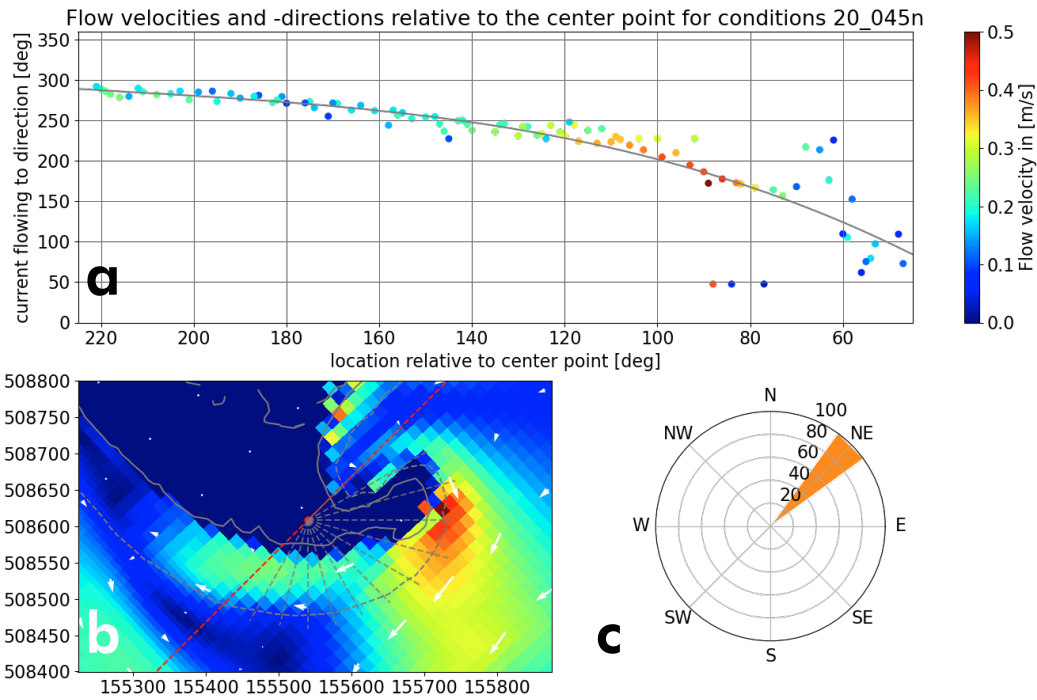 Flow velocities and -directions relative to the center point for conditions 20_045n
current flowing to direction [deg]
350
300
250
200
150
100
50
0
a
220 200 180 160 140 120 100 80 60
location relative to center point [deg]
0.5
0.4
0.3
0.2
0.1
0.0
Flow velocity in [m/s]
508800
508750
508700
508650
508600
508550
508500
508450
508400
b
155300 155400 155500 155600 155700 155800
c
N
NE
E
SE
S
SW
W
NW
100
80
60
40
20